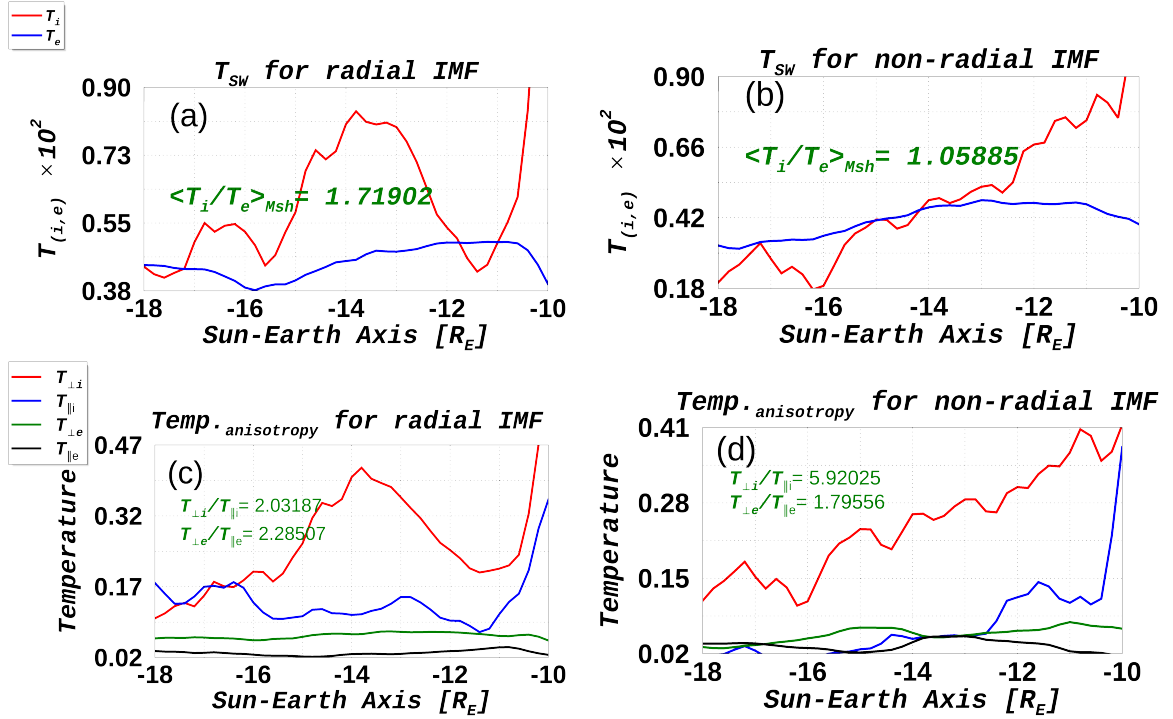 T_i
T_e
T_SW for radial IMF
(a)
<T_i/T_e>_Msh= 1.71902
T_(i,e) ×10²
0.90
0.73
0.55
0.38
-18 -16 -14 -12 -10
Sun-Earth Axis [R_E]
T_SW for non-radial IMF
(b)
<T_i/T_e>_Msh= 1.05885
T_(i,e) ×10²
0.90
0.66
0.42
0.18
-18 -16 -14 -12 -10
Sun-Earth Axis [R_E]
T_⊥i
T_∥i
T_⊥e
T_∥e
Temp._anisotropy for radial IMF
(c)
T_⊥i/T_∥i= 2.03187
T_⊥e/T_∥e= 2.28507
Temperature
0.47
0.32
0.17
0.02
-18 -16 -14 -12 -10
Sun-Earth Axis [R_E]
Temp._anisotropy for non-radial IMF
(d)
T_⊥i/T_∥i= 5.92025
T_⊥e/T_∥e= 1.79556
Temperature
0.41
0.28
0.15
0.02
-18 -16 -14 -12 -10
Sun-Earth Axis [R_E]